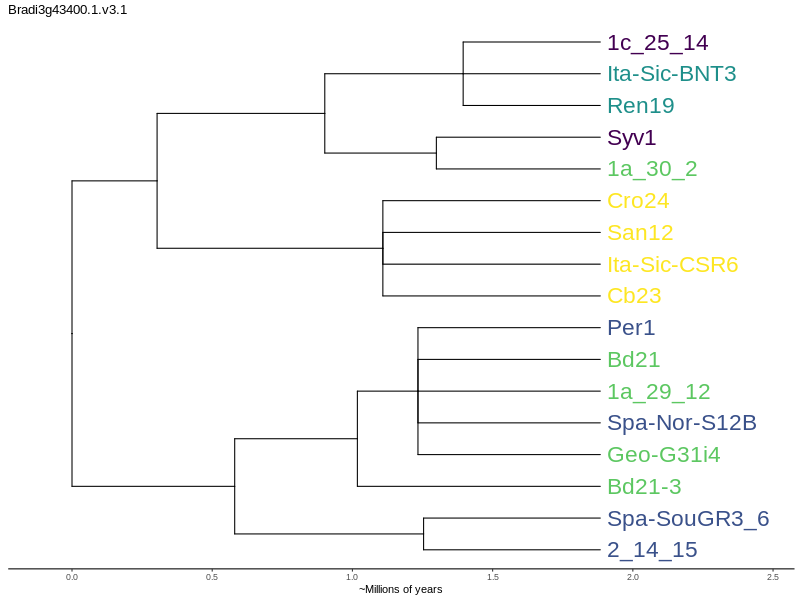 Bradi3g43400.1.v3.1
1c_25_14
Ita-Sic-BNT3
Ren19
Syv1
1a_30_2
Cro24
San12
Ita-Sic-CSR6
Cb23
Per1
Bd21
1a_29_12
Spa-Nor-S12B
Geo-G31i4
Bd21-3
Spa-SouGR3_6
2_14_15
0.0 0.5 1.0 1.5 2.0 2.5
~Millions of years